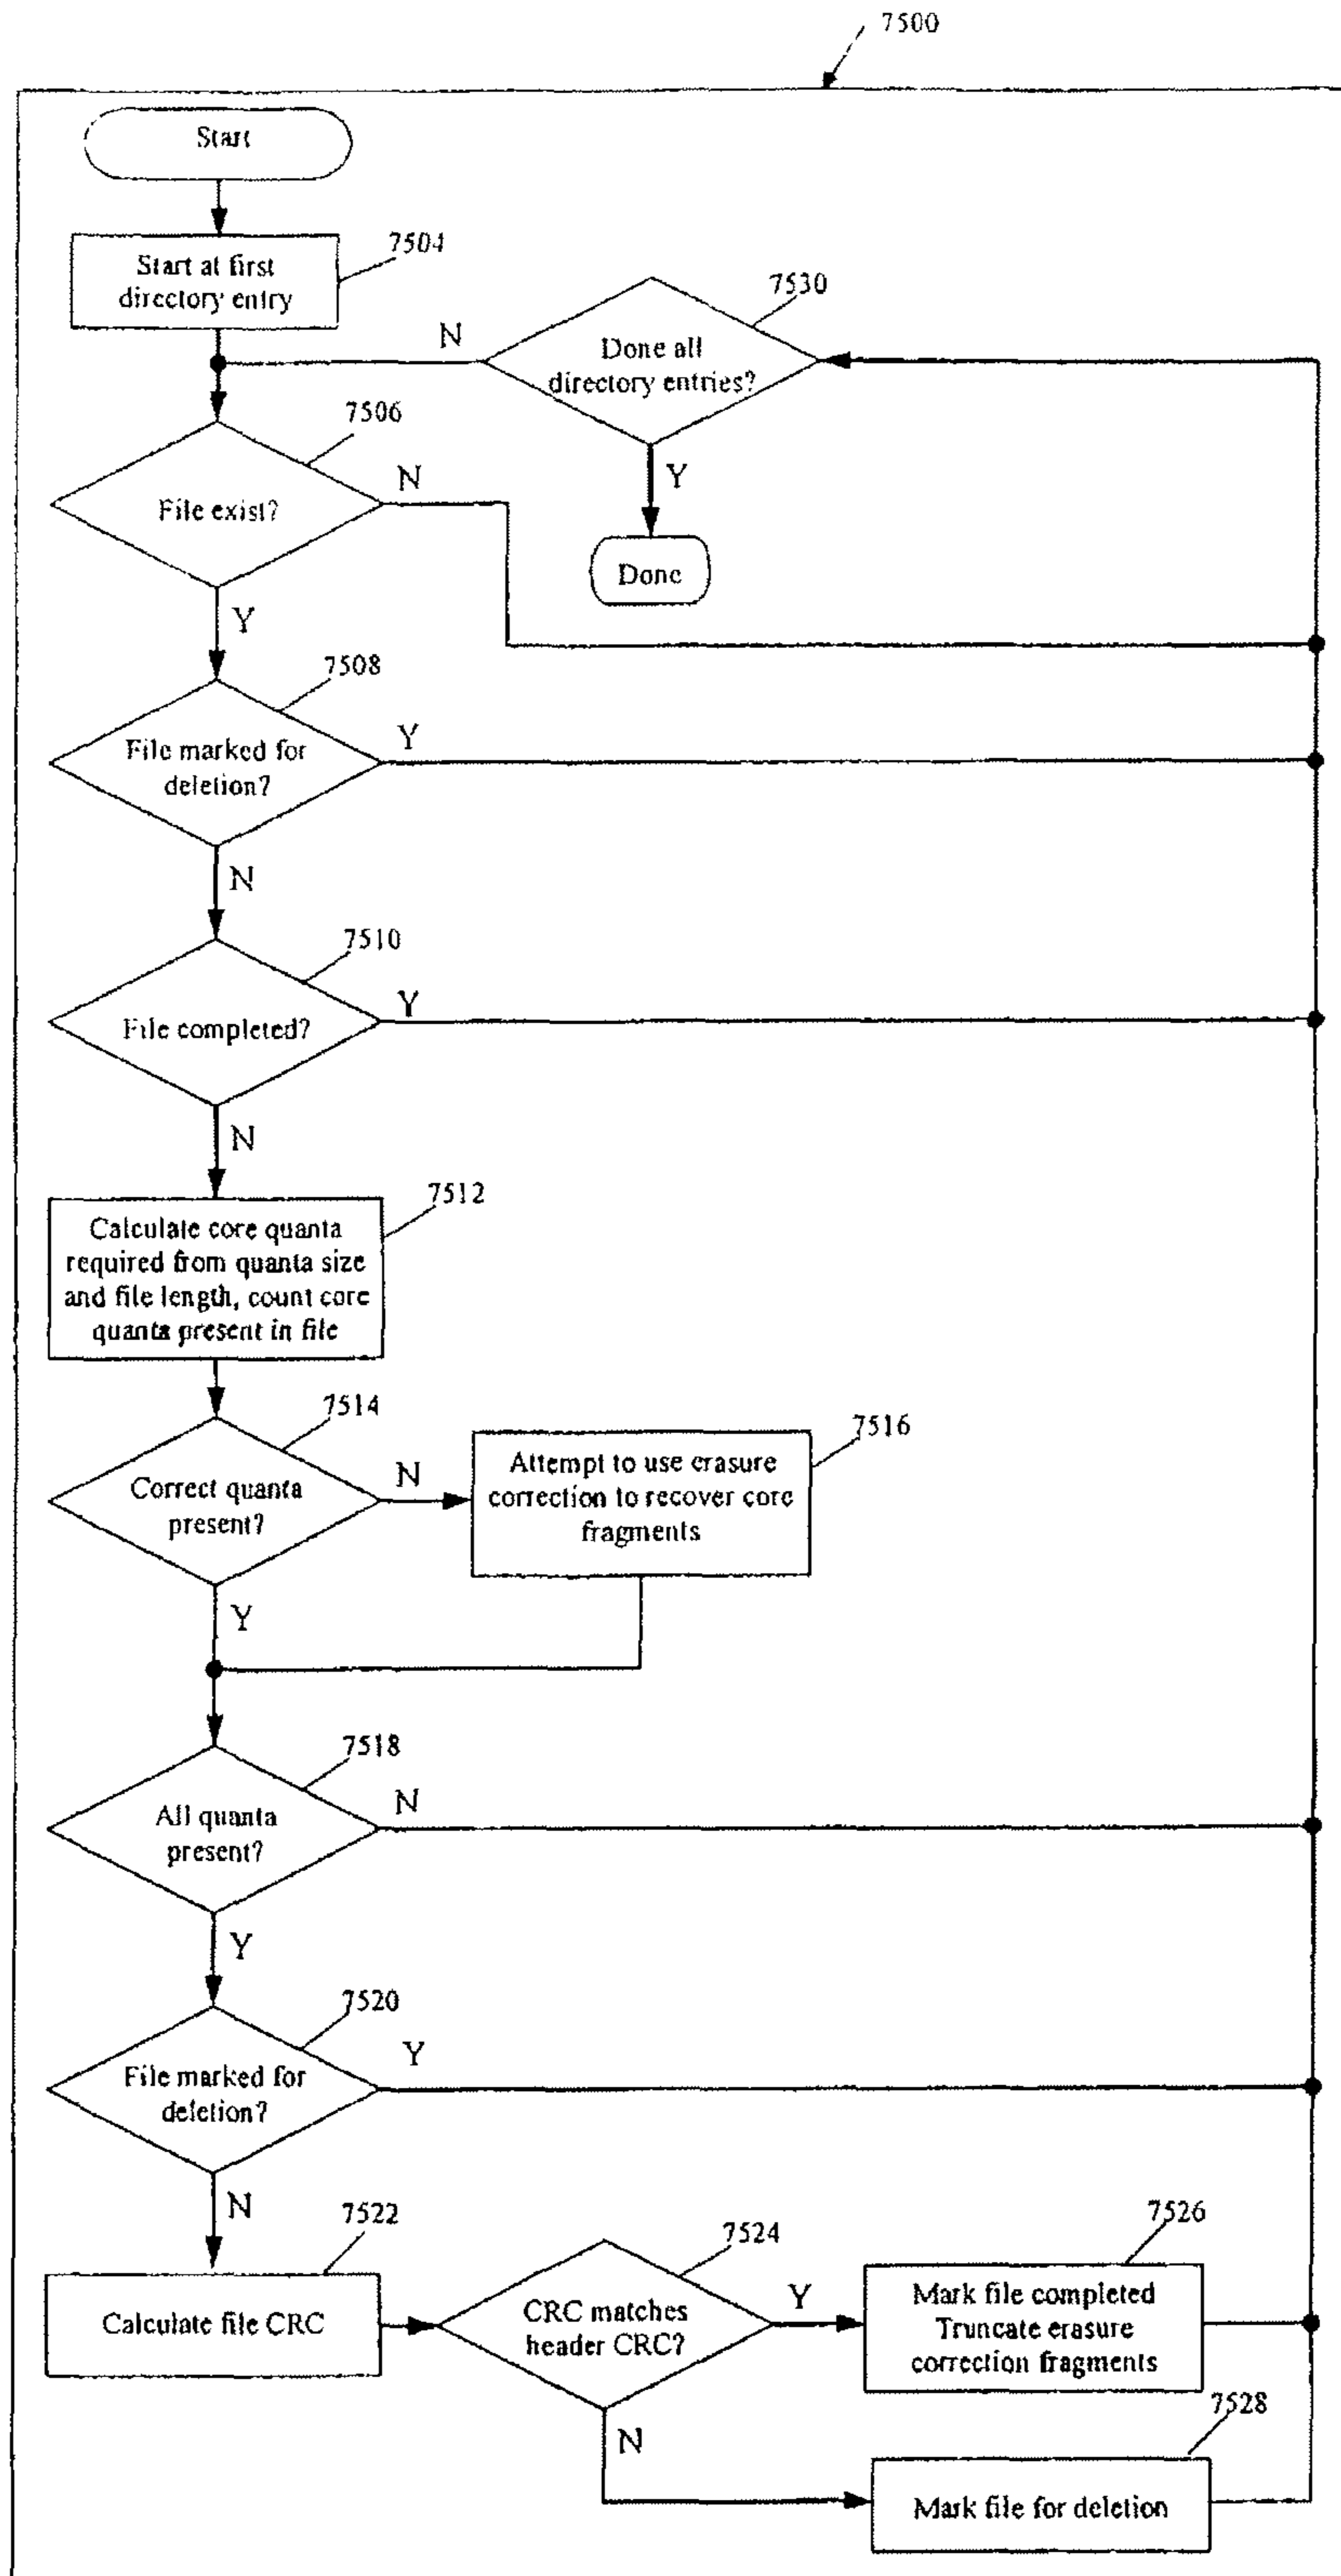 7500
Start
7504
Start at first
directory entry
7530
N
Done all
directory entries?
7506
Y
N
File exist?
Done
Y
7508
File marked for
deletion?
Y
N
7510
File completed?
Y
N
7512
Calculate core quanta
required from quanta size
and file length, count core
quanta present in file
7514
7516
Correct quanta
present?
N
Attempt to use erasure
correction to recover core
fragments
Y
7518
All quanta
present?
N
Y
7520
File marked for
deletion?
Y
N
7522
7524
7526
Calculate file CRC
CRC matches
header CRC?
Y
Mark file completed
Truncate erasure
correction fragments
N
7528
Mark file for deletion